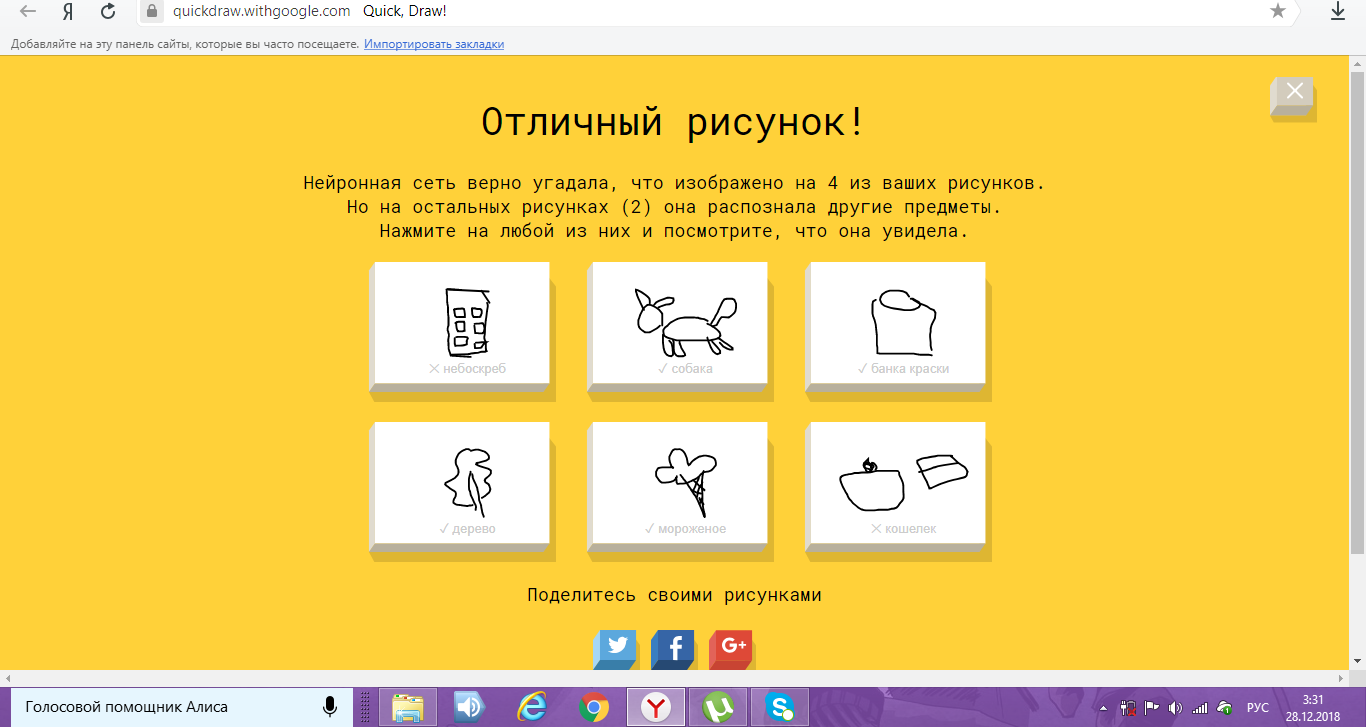 Я quickdraw.withgoogle.com Quick, Draw!
Добавляйте на эту панель сайты, которые вы часто посещаете. Импортировать закладки
Отличный рисунок!
Нейронная сеть верно угадала, что изображено на 4 из ваших рисунков.
Но на остальных рисунках (2) она распознала другие предметы.
Нажмите на любой из них и посмотрите, что она увидела.
небоскреб
собака
банка краски
дерево
мороженое
кошелек
Поделитесь своими рисунками
f G+
Голосовой помощник Алиса
РУС
3:31
28.12.2018